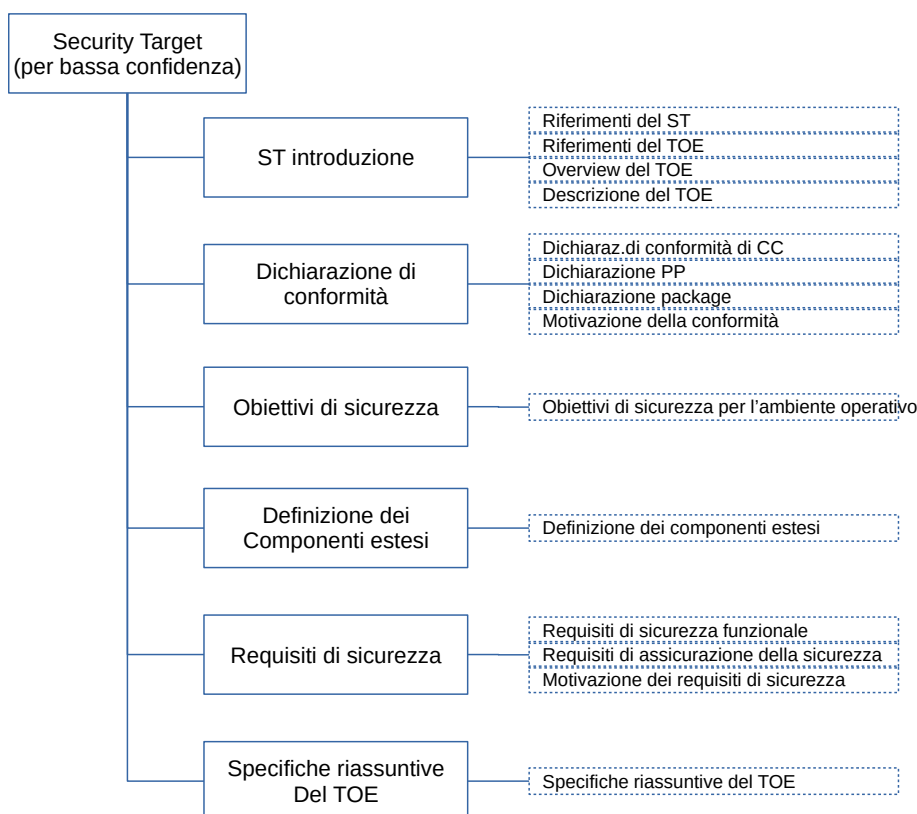 Security Target
(per bassa confidenza)
ST introduzione
Riferimenti del ST
Riferimenti del TOE
Overview del TOE
Descrizione del TOE
Dichiarazione di
conformità
Dichiaraz.di conformità di CC
Dichiarazione PP
Dichiarazione package
Motivazione della conformità
Obiettivi di sicurezza
Obiettivi di sicurezza per l'ambiente operativo
Definizione dei
Componenti estesi
Definizione dei componenti estesi
Requisiti di sicurezza
Requisiti di sicurezza funzionale
Requisiti di assicurazione della sicurezza
Motivazione dei requisiti di sicurezza
Specifiche riassuntive
Del TOE
Specifiche riassuntive del TOE